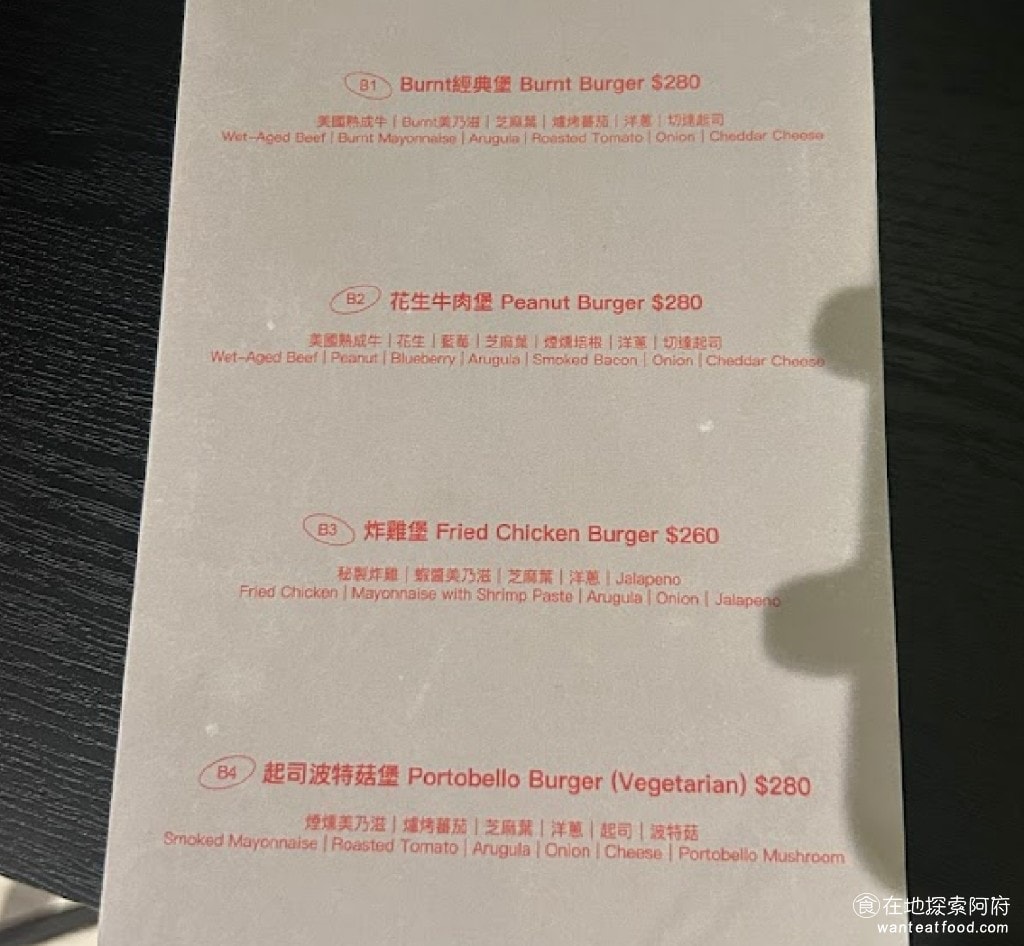 B1 Burnt經典堡 Burnt Burger $280
美國熟成牛 | Burnt美乃滋 | 芝麻葉 | 爐烤蕃茄 | 洋蔥 | 切達起司
Wet-Aged Beef | Burnt Mayonnaise | Arugula | Roasted Tomato | Onion | Cheddar Cheese
B2 花生牛肉堡 Peanut Burger $280
美國熟成牛 | 花生 | 藍莓 | 芝麻葉 | 煙燻培根 | 洋蔥 | 切達起司
Wet-Aged Beef | Peanut | Blueberry | Arugula | Smoked Bacon | Onion | Cheddar Cheese
B3 炸雞堡 Fried Chicken Burger $260
秘製炸雞 | 蝦醬美乃滋 | 芝麻葉 | 洋蔥 | Jalapeno
Fried Chicken | Mayonnaise with Shrimp Paste | Arugula | Onion | Jalapeno
B4 起司波特菇堡 Portobello Burger (Vegetarian) $280
煙燻美乃滋 | 爐烤蕃茄 | 芝麻葉 | 洋蔥 | 起司 | 波特菇
Smoked Mayonnaise | Roasted Tomato | Arugula | Onion | Cheese | Portobello Mushroom
食在地探索阿府
wanteatfood.com